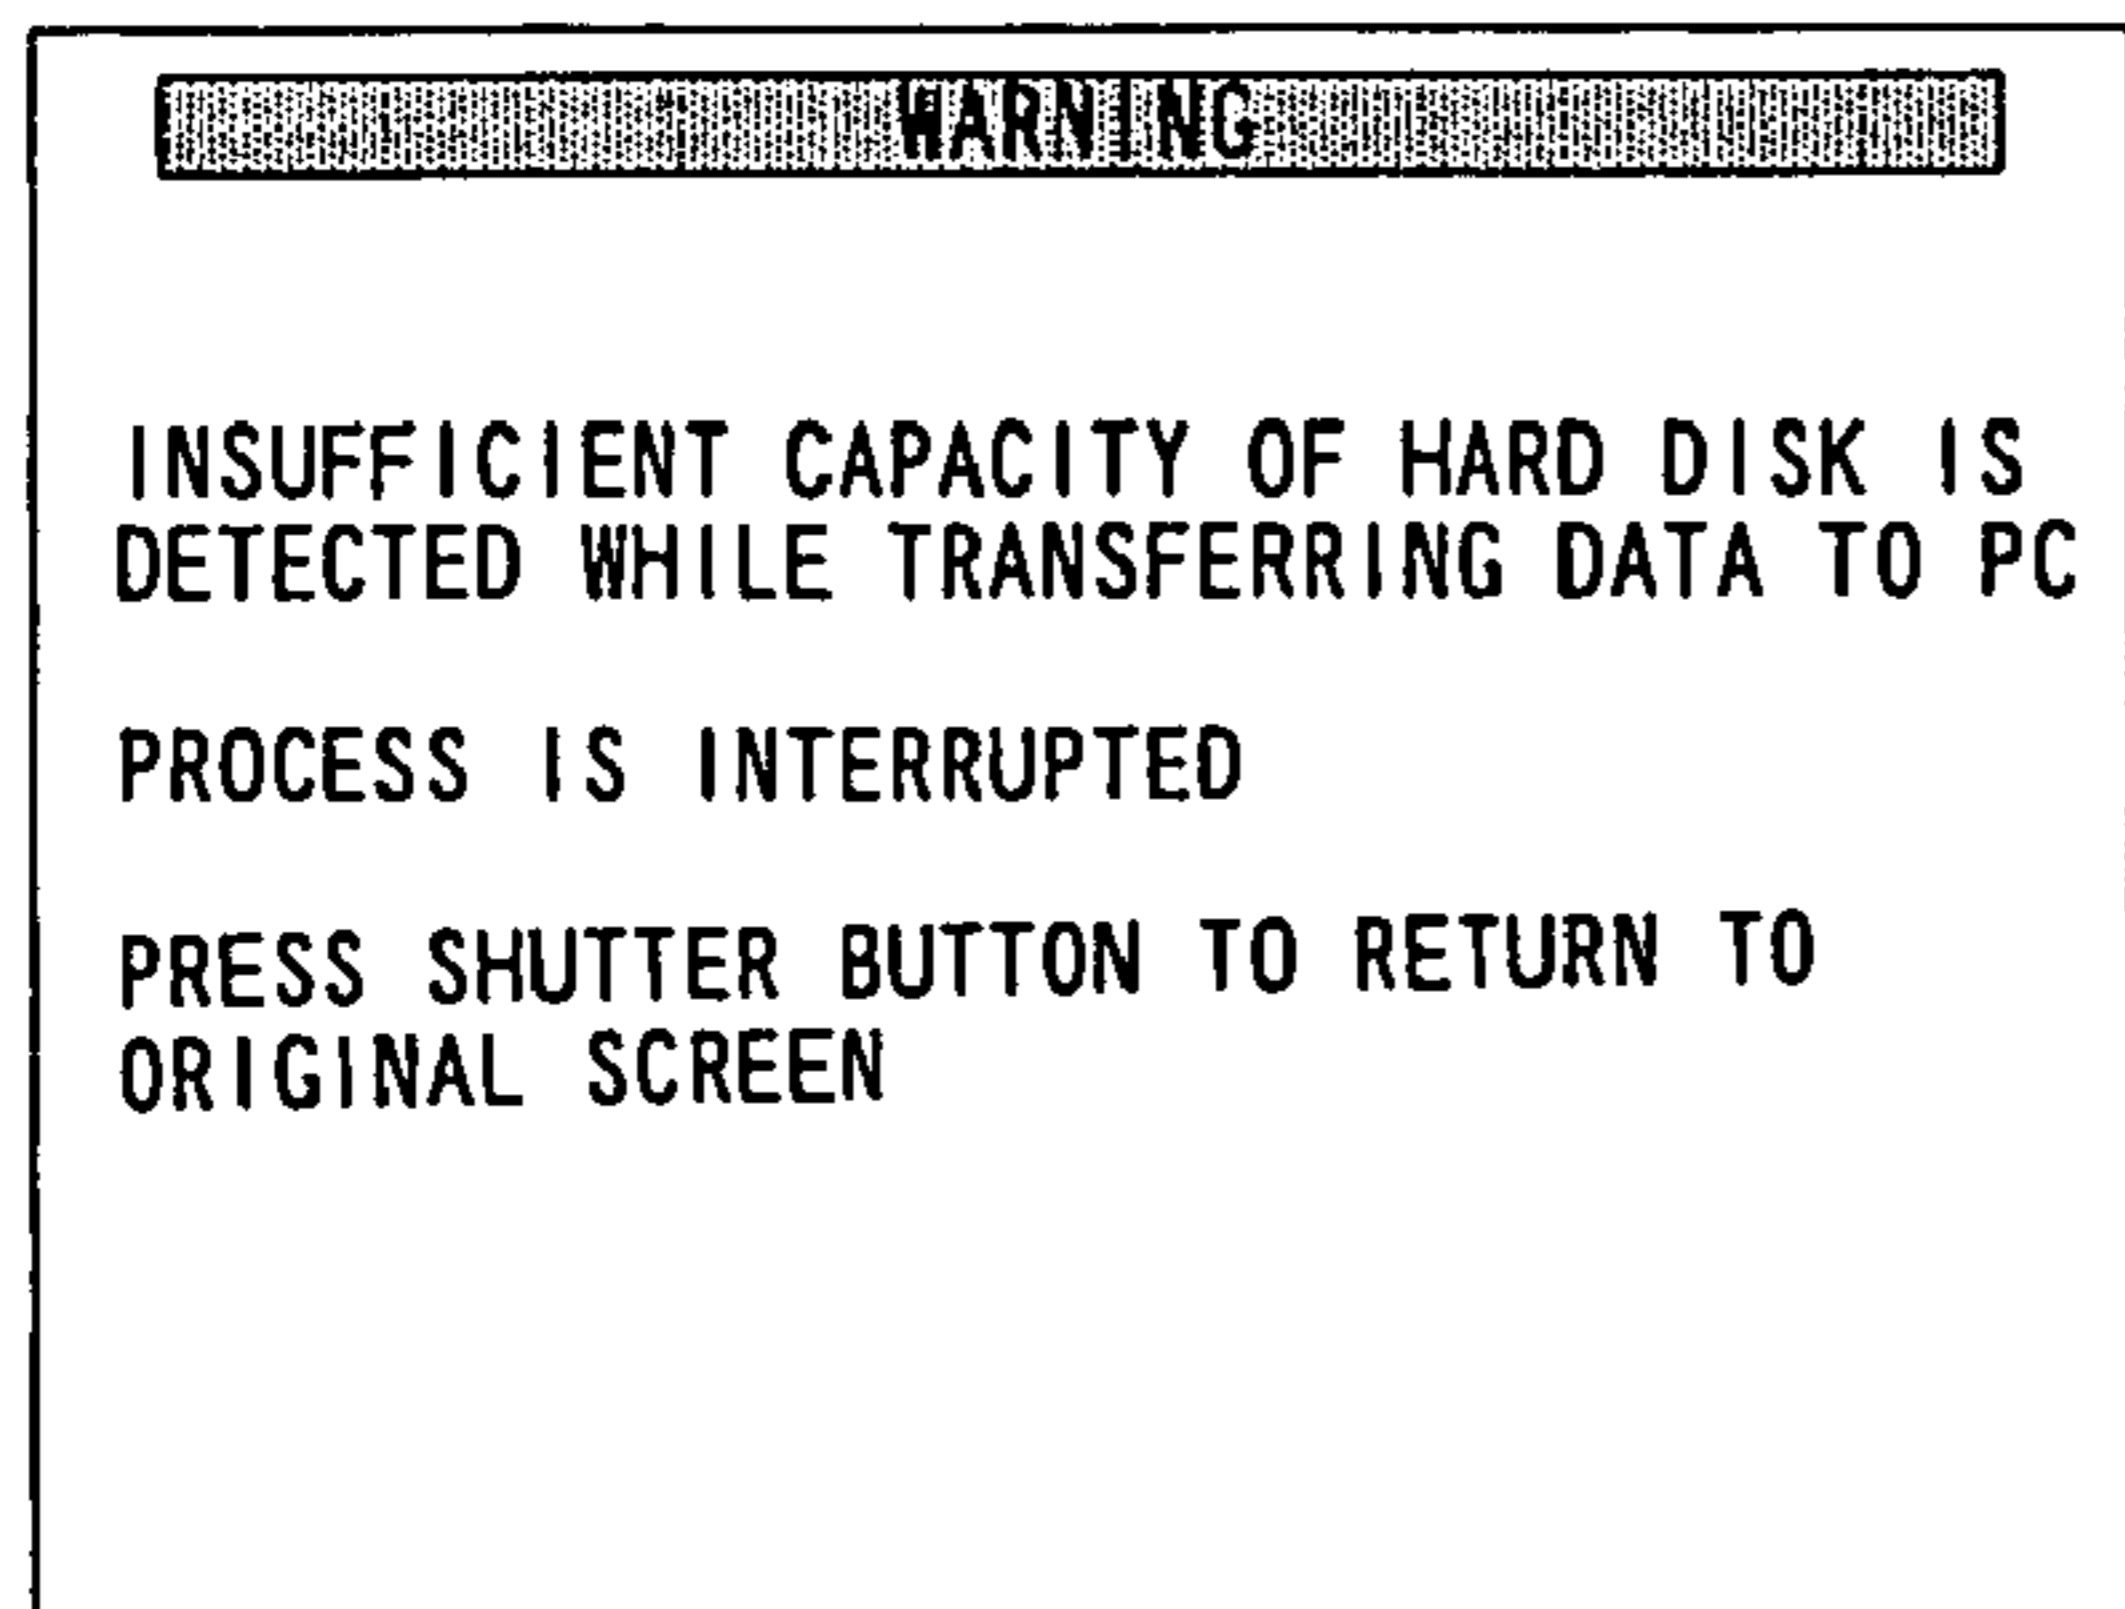 WARNING
INSUFFICIENT CAPACITY OF HARD DISK IS
DETECTED WHILE TRANSFERRING DATA TO PC
PROCESS IS INTERRUPTED
PRESS SHUTTER BUTTON TO RETURN TO
ORIGINAL SCREEN